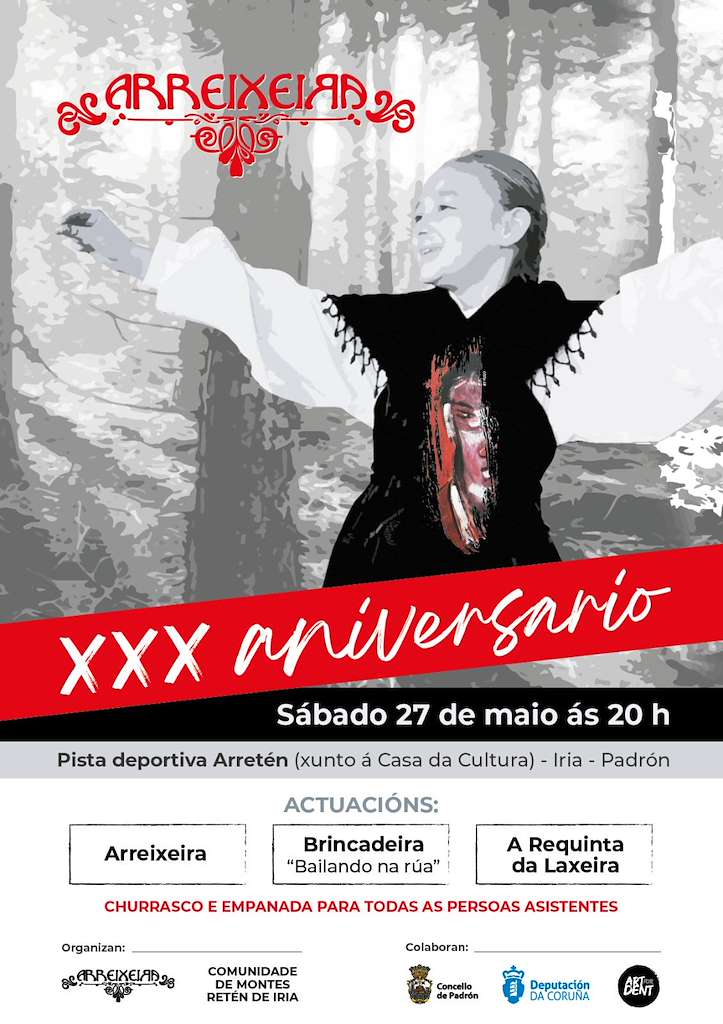 ARREIXEIRA
XXX aniversario
Sábado 27 de maio ás 20 h
Pista deportiva Arretén (xunto á Casa da Cultura) - Iria - Padrón
ACTUACIÓNS:
Arreixeira
Brincadeira
“Bailando na rúa”
A Requinta
da Laxeira
CHURRASCO E EMPANADA PARA TODAS AS PERSOAS ASISTENTES
Organizan:
ARREIXEIRA
COMUNIDADE
DE MONTES
RETÉN DE IRIA
Colaboran:
Concello
de Padrón
Deputación
DA CORUÑA
ART
DENT